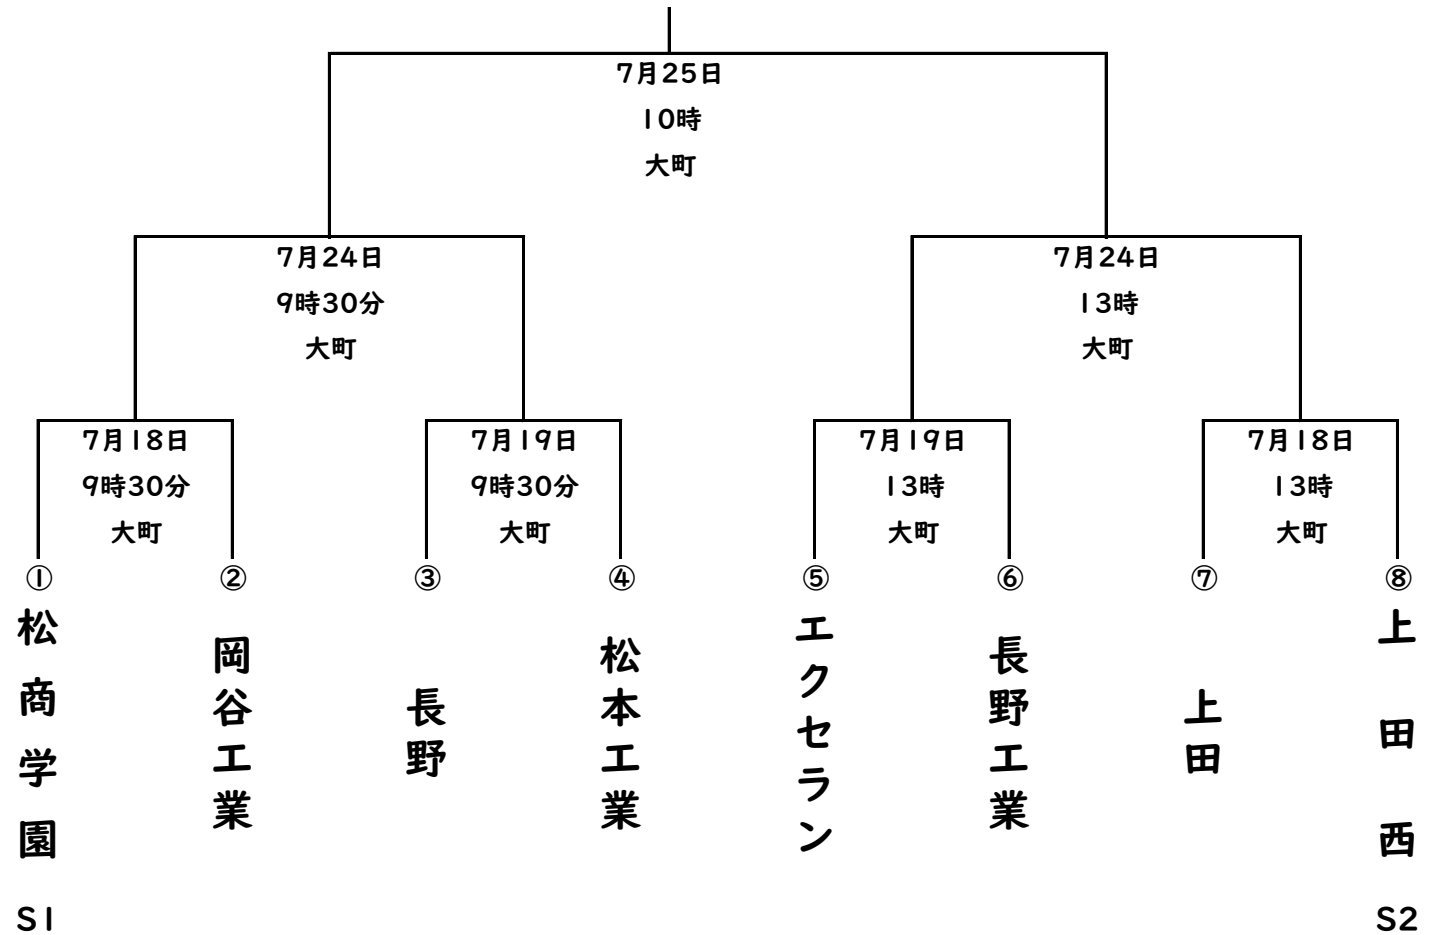 7月25日
10時
大町
7月24日
9時30分
大町
7月24日
13時
大町
7月18日
9時30分
大町
7月19日
9時30分
大町
7月19日
13時
大町
7月18日
13時
大町
①
②
③
④
⑤
⑥
⑦
⑧
松商学園
岡谷工業
長野
松本工業
エクセラン
長野工業
上田
上田西
S1
S2